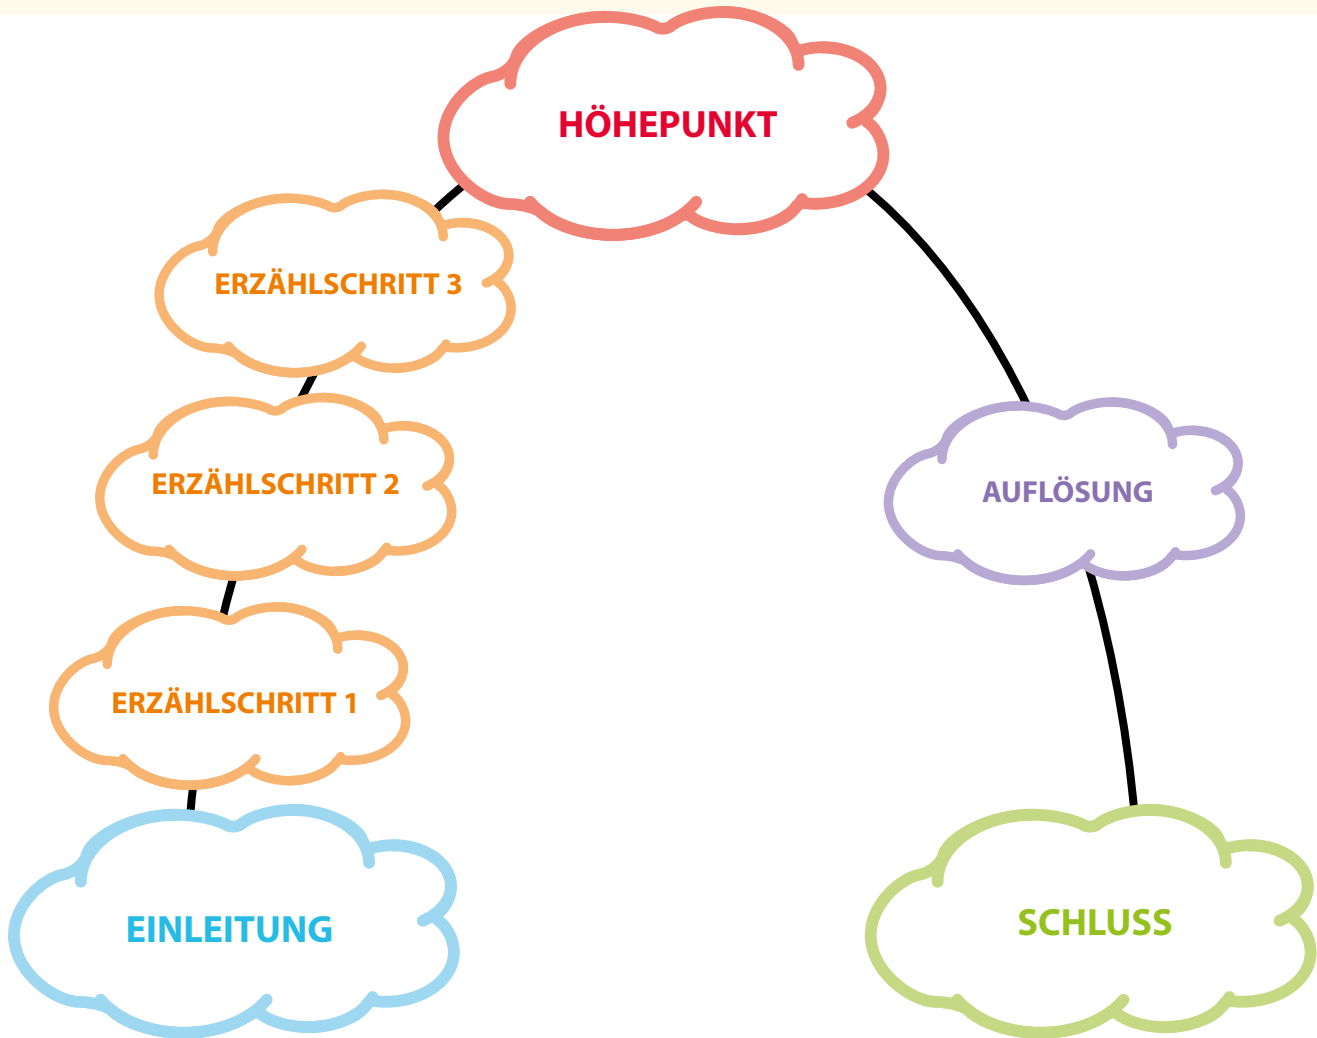 HÖHEPUNKT
ERZÄHLSCHRITT 3
ERZÄHLSCHRITT 2
AUFLÖSUNG
ERZÄHLSCHRITT 1
EINLEITUNG
SCHLUSS